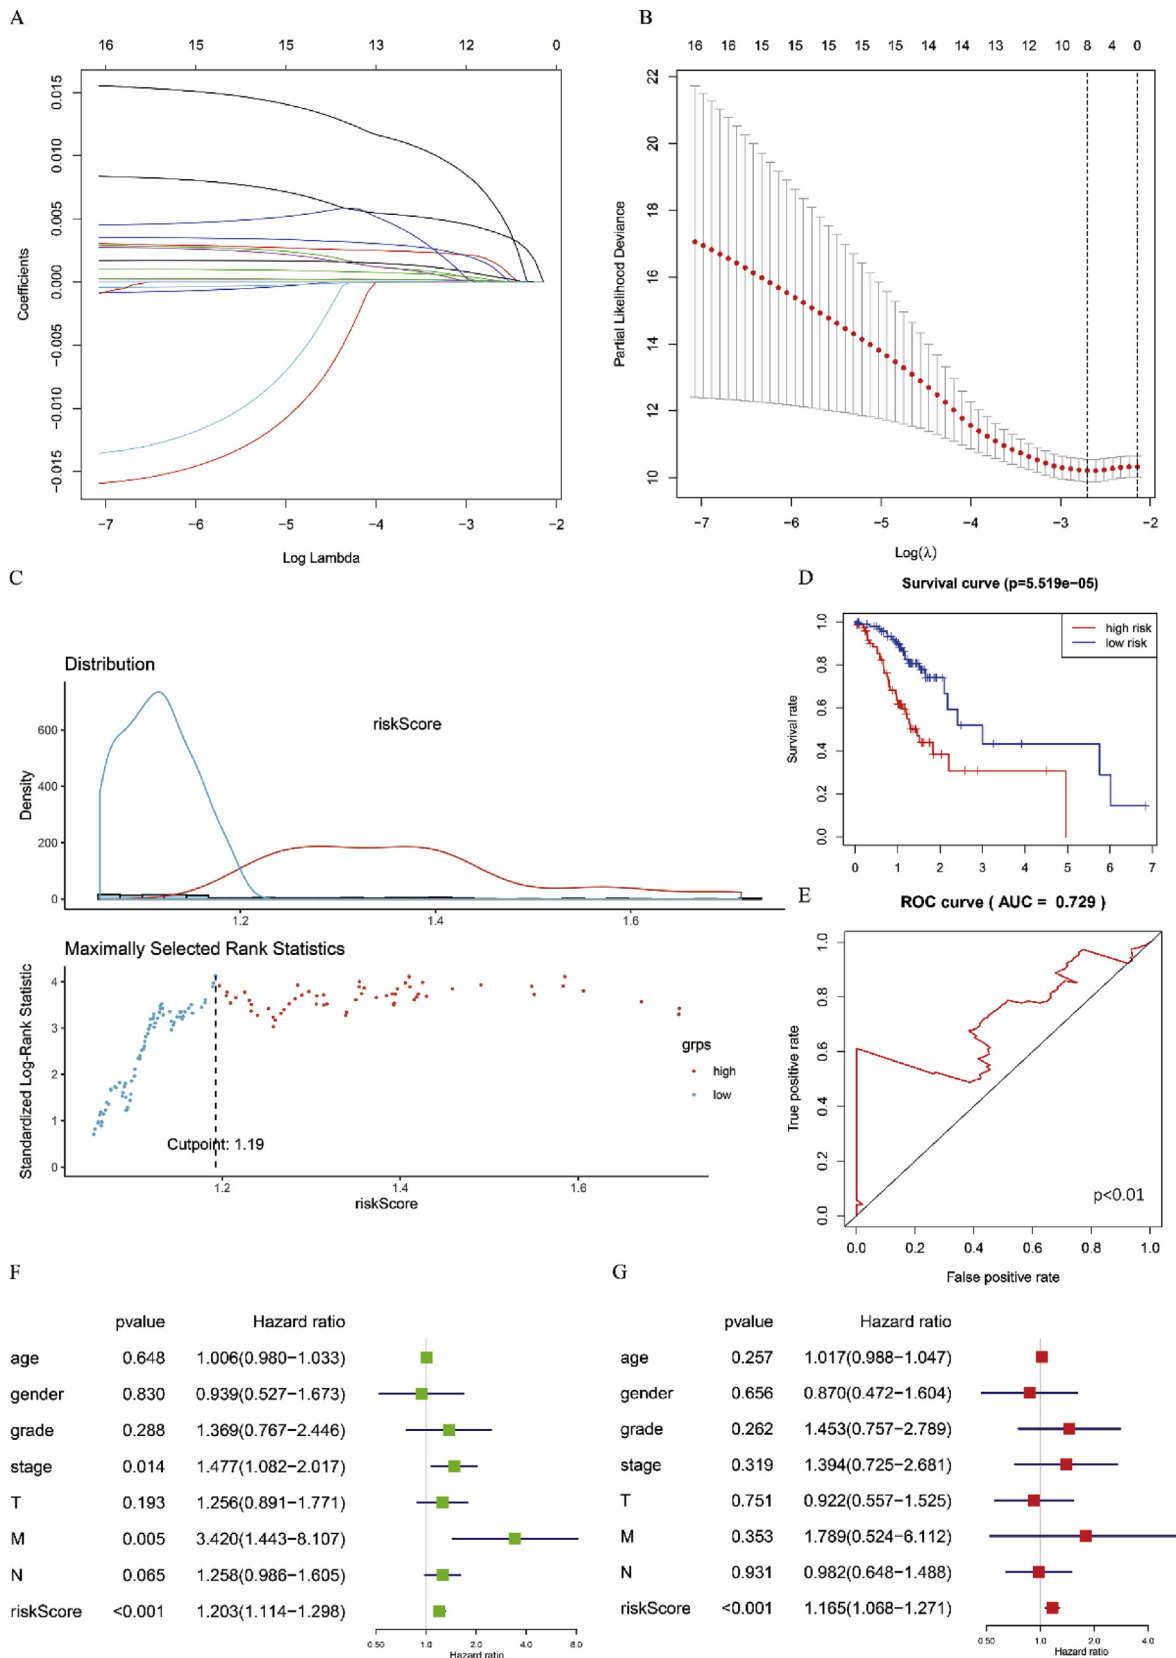 A
16 15 15 13 12 0
0.015
0.010
0.005
0.000
−0.005
−0.010
−0.015
Coefficients
−7 −6 −5 −4 −3 −2
Log Lambda
B
16 16 15 15 15 15 15 14 14 13 12 10 8 4 0
22
20
18
16
14
12
10
Partial Likelihood Deviance
−7 −6 −5 −4 −3 −2
Log(λ)
C
Distribution
riskScore
600
400
200
0
Density
1.2 1.4 1.6
Maximally Selected Rank Statistics
4
3
2
1
0
Standardized Log-Rank Statistic
grps
high
low
Cutpoint: 1.19
1.2 1.4 1.6
riskScore
D
Survival curve (p=5.519e−05)
high risk
low risk
1.0
0.8
0.6
0.4
0.2
0.0
Survival rate
0 1 2 3 4 5 6 7
E
ROC curve ( AUC = 0.729 )
1.0
0.8
0.6
0.4
0.2
0.0
True positive rate
p<0.01
0.0 0.2 0.4 0.6 0.8 1.0
False positive rate
F
pvalue Hazard ratio
age 0.648 1.006(0.980−1.033)
gender 0.830 0.939(0.527−1.673)
grade 0.288 1.369(0.767−2.446)
stage 0.014 1.477(1.082−2.017)
T 0.193 1.256(0.891−1.771)
M 0.005 3.420(1.443−8.107)
N 0.065 1.258(0.986−1.605)
riskScore <0.001 1.203(1.114−1.298)
0.50 1.0 2.0 4.0 8.0
Hazard ratio
G
pvalue Hazard ratio
age 0.257 1.017(0.988−1.047)
gender 0.656 0.870(0.472−1.604)
grade 0.262 1.453(0.757−2.789)
stage 0.319 1.394(0.725−2.681)
T 0.751 0.922(0.557−1.525)
M 0.353 1.789(0.524−6.112)
N 0.931 0.982(0.648−1.488)
riskScore <0.001 1.165(1.068−1.271)
0.50 1.0 2.0 4.0
Hazard ratio